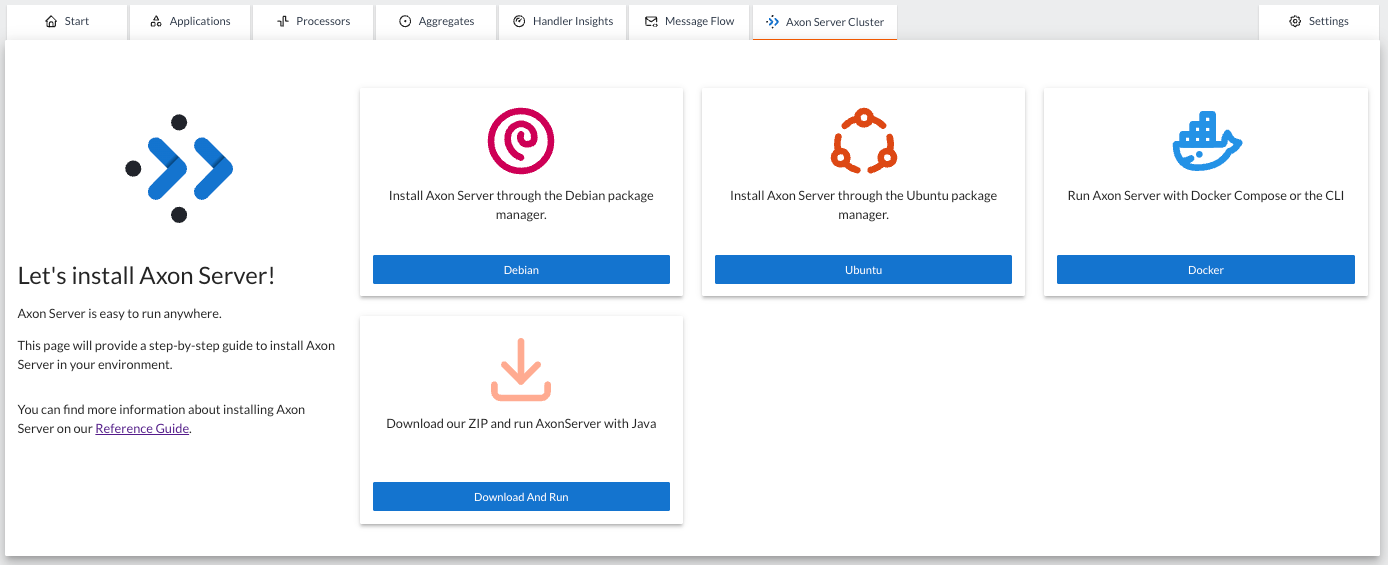 Start
Applications
Processors
Aggregates
Handler Insights
Message Flow
Axon Server Cluster
Settings
Let's install Axon Server!
Axon Server is easy to run anywhere.
This page will provide a step-by-step guide to install Axon
Server in your environment.
You can find more information about installing Axon
Server on our Reference Guide.
Install Axon Server through the Debian package
manager.
Debian
Install Axon Server through the Ubuntu package
manager.
Ubuntu
Run Axon Server with Docker Compose or the CLI
Docker
Download our ZIP and run AxonServer with Java
Download And Run